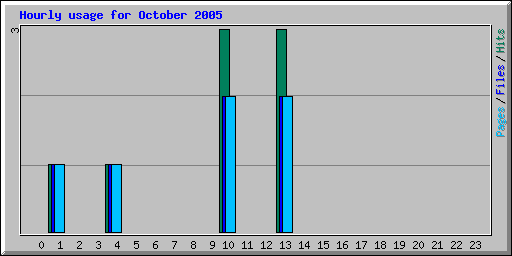 Hourly usage for October 2005
3
Pages/Files/Hits
0 1 2 3 4 5 6 7 8 9 10 11 12 13 14 15 16 17 18 19 20 21 22 23